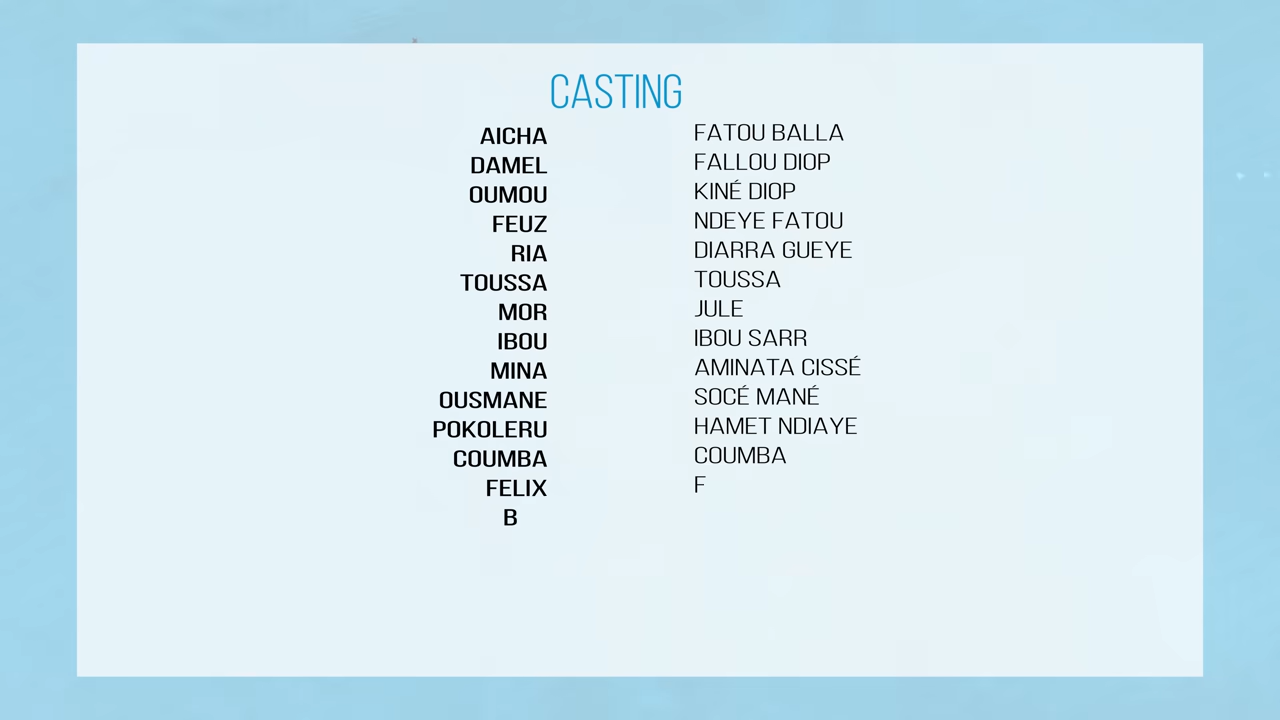 CASTING
AICHA FATOU BALLA
DAMEL FALLOU DIOP
OUMOU KINÉ DIOP
FEUZ NDEYE FATOU
RIA DIARRA GUEYE
TOUSSA TOUSSA
MOR JULE
IBOU IBOU SARR
MINA AMINATA CISSÉ
OUSMANE SOCÉ MANÉ
POKOLERU HAMET NDIAYE
COUMBA COUMBA
FELIX F
B